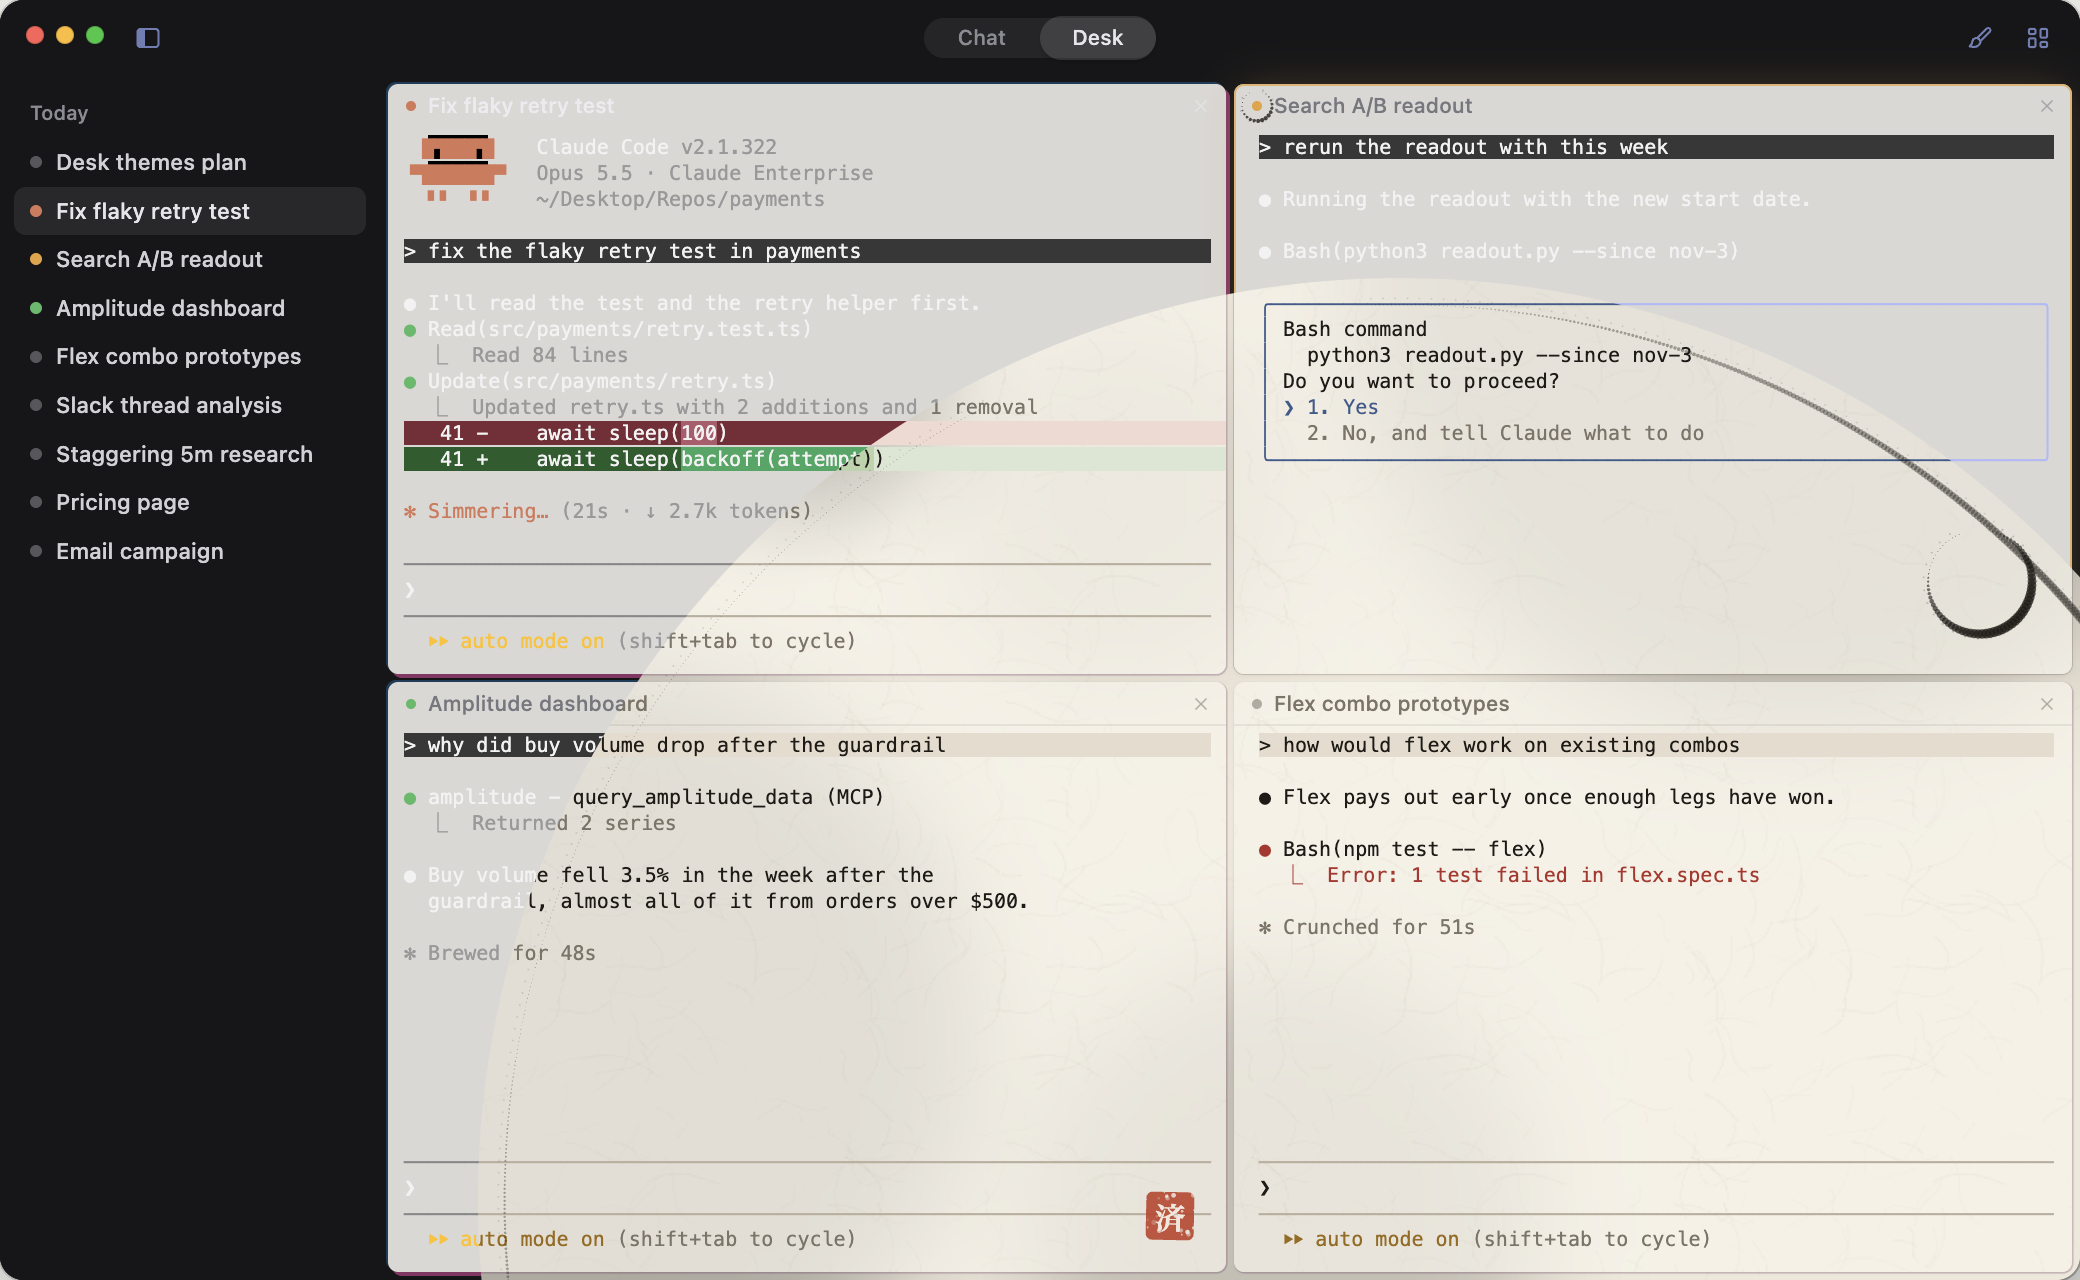 Chat
Desk
Today
Desk themes plan
Fix flaky retry test
Search A/B readout
Amplitude dashboard
Flex combo prototypes
Slack thread analysis
Staggering 5m research
Pricing page
Email campaign
Fix flaky retry test
Claude Code v2.1.322
Opus 5.5 · Claude Enterprise
~/Desktop/Repos/payments
> fix the flaky retry test in payments
● I'll read the test and the retry helper first.
● Read(src/payments/retry.test.ts)
⎿ Read 84 lines
● Update(src/payments/retry.ts)
⎿ Updated retry.ts with 2 additions and 1 removal
41 - await sleep(100)
41 + await sleep(backoff(attempt))
✻ Simmering… (21s · ↓ 2.7k tokens)
❯
⏵⏵ auto mode on (shift+tab to cycle)
Search A/B readout
> rerun the readout with this week
● Running the readout with the new start date.
● Bash(python3 readout.py --since nov-3)
Bash command
python3 readout.py --since nov-3
Do you want to proceed?
❯ 1. Yes
2. No, and tell Claude what to do
Amplitude dashboard
> why did buy volume drop after the guardrail
● amplitude - query_amplitude_data (MCP)
⎿ Returned 2 series
● Buy volume fell 3.5% in the week after the
guardrail, almost all of it from orders over $500.
✻ Brewed for 48s
❯
⏵⏵ auto mode on (shift+tab to cycle)
済
Flex combo prototypes
> how would flex work on existing combos
● Flex pays out early once enough legs have won.
● Bash(npm test -- flex)
⎿ Error: 1 test failed in flex.spec.ts
✻ Crunched for 51s
❯
⏵⏵ auto mode on (shift+tab to cycle)